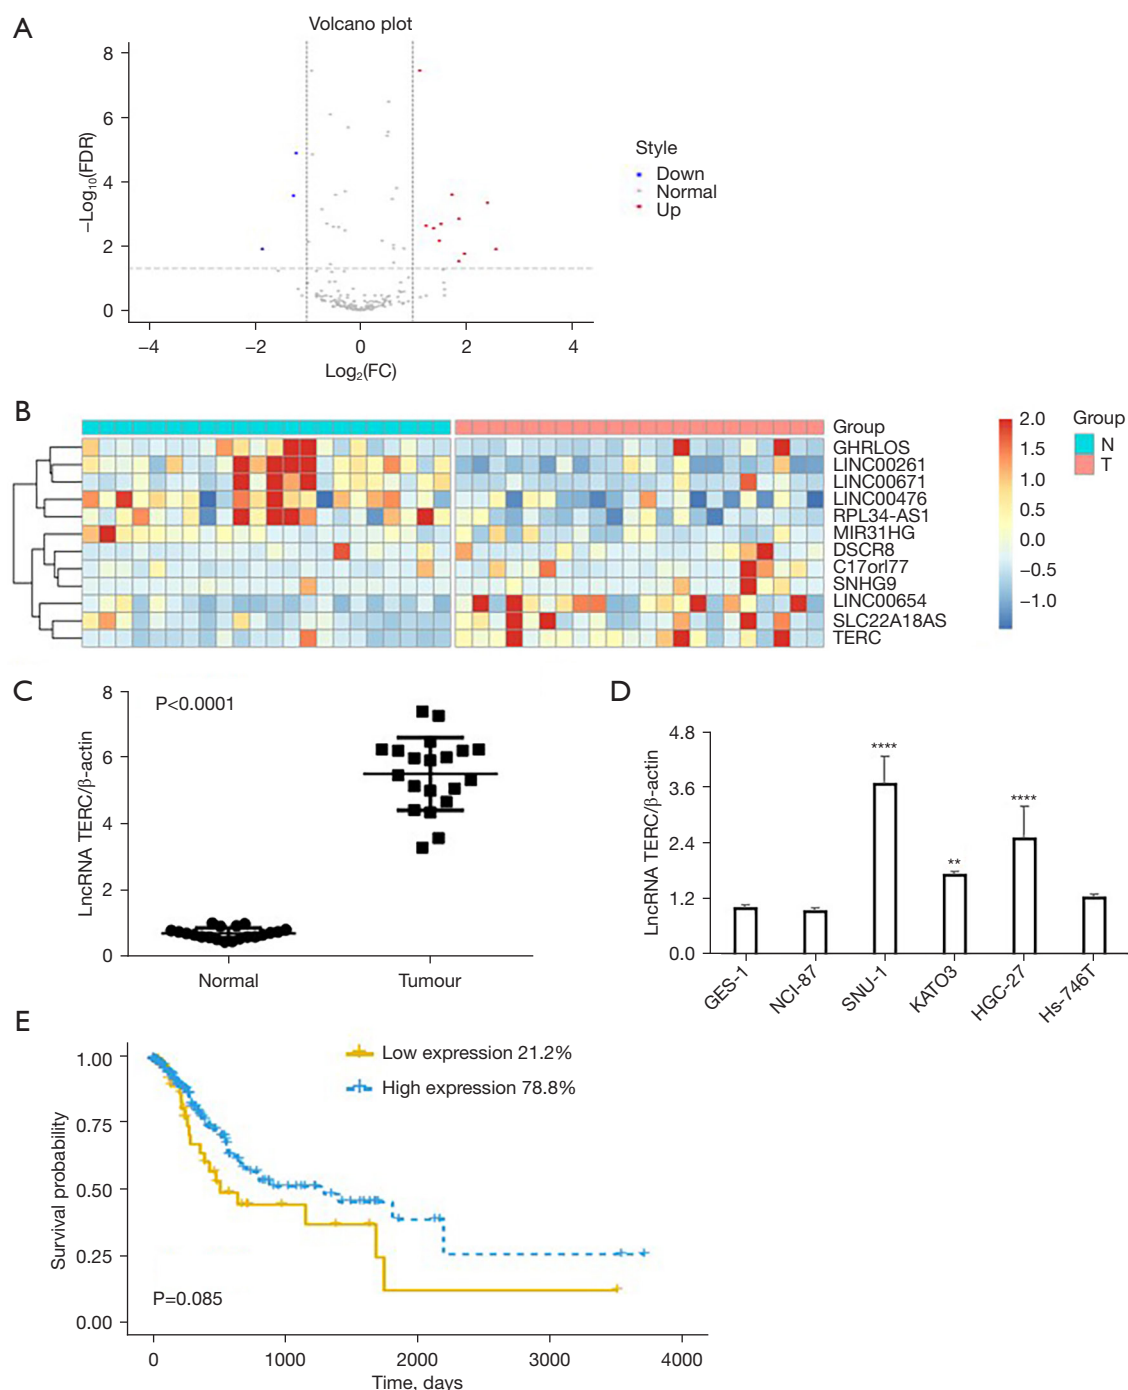 A
Volcano plot
8
6
4
2
0
−Log10(FDR)
−4
−2
0
2
4
Log2(FC)
Style
Down
Normal
Up
B
Group
GHRLOS
LINC00261
LINC00671
LINC00476
RPL34-AS1
MIR31HG
DSCR8
C17orl77
SNHG9
LINC00654
SLC22A18AS
TERC
2.0
1.5
1.0
0.5
0.0
−0.5
−1.0
Group
N
T
C
P<0.0001
8
6
4
2
0
LncRNA TERC/β-actin
Normal
Tumour
D
4.8
3.6
2.4
1.2
0.0
LncRNA TERC/β-actin
****
**
****
GES-1
NCI-87
SNU-1
KATO3
HGC-27
Hs-746T
E
Low expression 21.2%
High expression 78.8%
1.00
0.75
0.50
0.25
0.00
Survival probability
P=0.085
0
1000
2000
3000
4000
Time, days